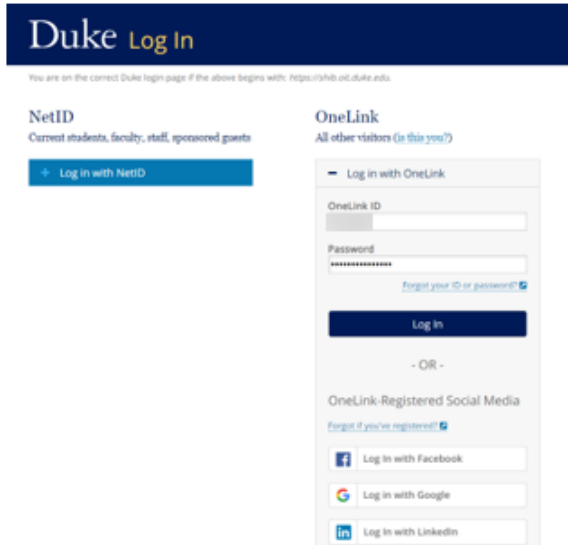 Duke Log In
You are on the correct Duke login page if the above begins with: https://shib.oit.duke.edu.
NetID
Current students, faculty, staff, sponsored guests
+ Log in with NetID
OneLink
All other visitors (is this you?)
− Log in with OneLink
OneLink ID
Password
••••••••••••••
Forgot your ID or password?
Log In
- OR -
OneLink-Registered Social Media
Forgot if you've registered?
Log In with Facebook
Log in with Google
Log In with LinkedIn